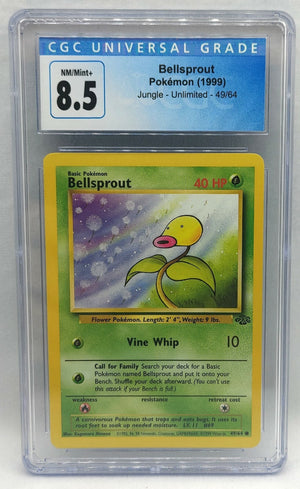 CGC UNIVERSAL GRADE
NM/Mint+
8.5
Bellsprout
Pokémon (1999)
Jungle - Unlimited - 49/64
Basic Pokémon
Bellsprout 40 HP
Flower Pokémon. Length: 2' 4", Weight: 9 lbs.
Vine Whip 10
Call for Family Search your deck for a Basic
Pokémon named Bellsprout and put it onto your
Bench. Shuffle your deck afterward. (You can't use
this attack if your Bench is full.)
weakness resistance retreat cost
A carnivorous Pokémon that traps and eats bugs. It uses its
root feet to soak up needed moisture. LV. 11 #69
49/64